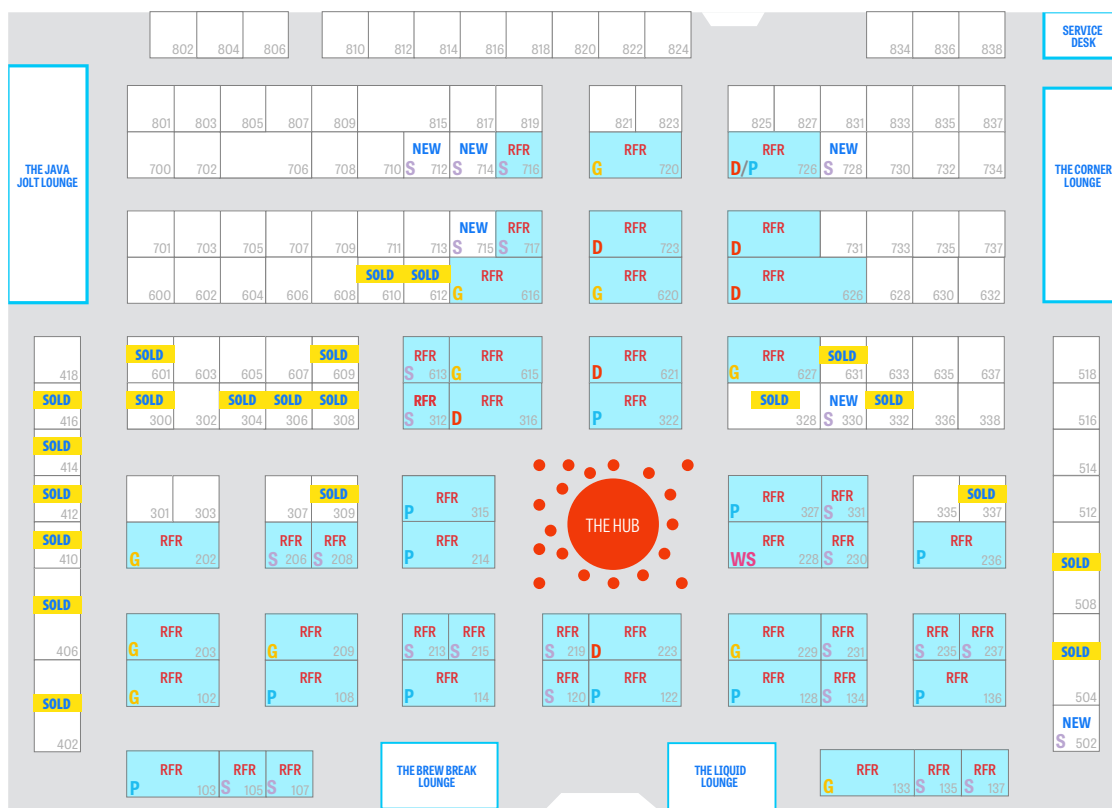 802 804 806 810 812 814 816 818 820 822 824 834 836 838
SERVICE
DESK
801 803 805 807 809 815 817 819 821 823 825 827 831 833 835 837
THE JAVA
JOLT LOUNGE
THE CORNER
LOUNGE
NEW NEW RFR RFR RFR NEW
700 702 706 708 710 S 712 S 714 S 716 G 720 D/P 726 S 728 730 732 734
NEW RFR RFR RFR
701 703 705 707 709 711 713 S 715 S 717 D 723 D 731 733 735 737
SOLD SOLD RFR RFR RFR
600 602 604 606 608 610 612 G 616 G 620 D 626 628 630 632
SOLD SOLD RFR RFR RFR RFR SOLD
418 601 603 605 607 609 S 613 G 615 D 621 G 627 631 633 635 637 518
SOLD SOLD SOLD SOLD SOLD RFR RFR RFR SOLD NEW SOLD
416 300 302 304 306 308 S 312 D 316 P 322 328 S 330 332 336 338 516
SOLD
414 514
THE HUB
SOLD SOLD RFR RFR RFR SOLD
412 301 303 307 309 P 315 P 327 S 331 335 337 512
SOLD RFR RFR RFR RFR RFR RFR RFR
410 G 202 S 206 S 208 P 214 WS 228 S 230 P 236
SOLD
508
SOLD RFR RFR RFR RFR RFR RFR RFR RFR RFR RFR
406 G 203 G 209 S 213 S 215 S 219 D 223 G 229 S 231 S 235 S 237
SOLD
504
SOLD RFR RFR RFR RFR RFR RFR RFR RFR
402 G 102 P 108 P 114 S 120 P 122 P 128 S 134 P 136
NEW
S 502
RFR RFR RFR RFR RFR RFR
P 103 S 105 S 107 G 133 S 135 S 137
THE BREW BREAK
LOUNGE
THE LIQUID
LOUNGE